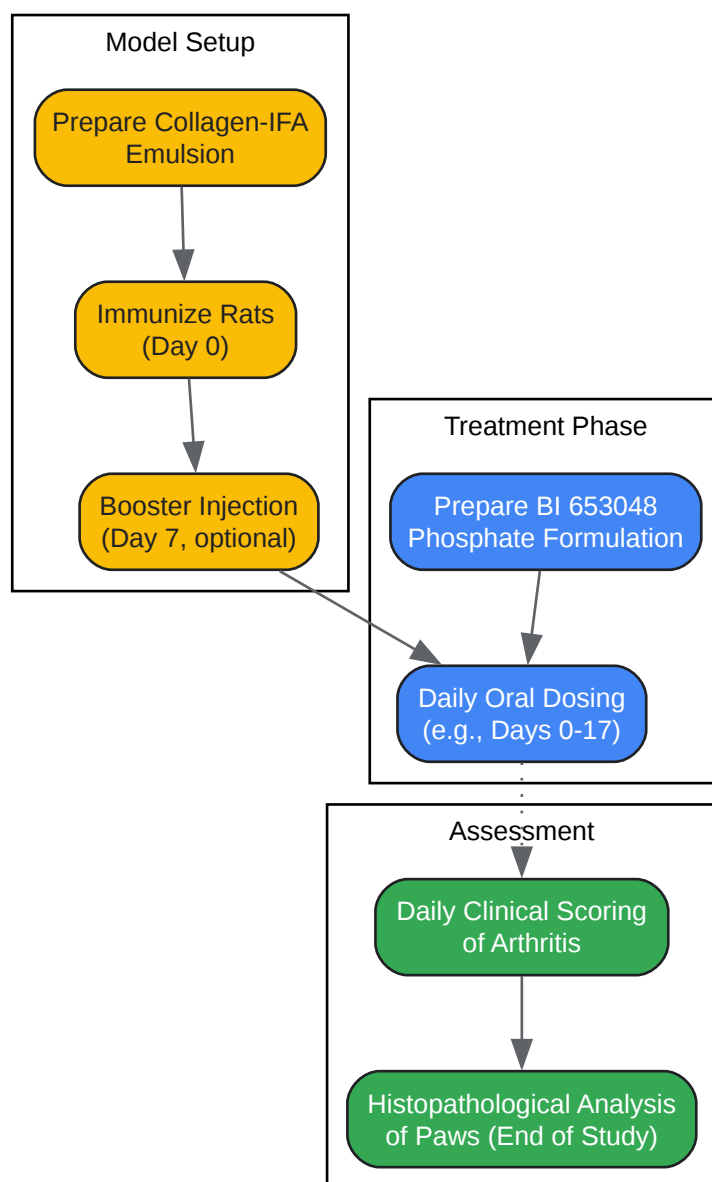 Model Setup
Prepare Collagen-IFA
Emulsion
Immunize Rats
(Day 0)
Booster Injection
(Day 7, optional)
Treatment Phase
Prepare BI 653048
Phosphate Formulation
Daily Oral Dosing
(e.g., Days 0-17)
Assessment
Daily Clinical Scoring
of Arthritis
Histopathological Analysis
of Paws (End of Study)